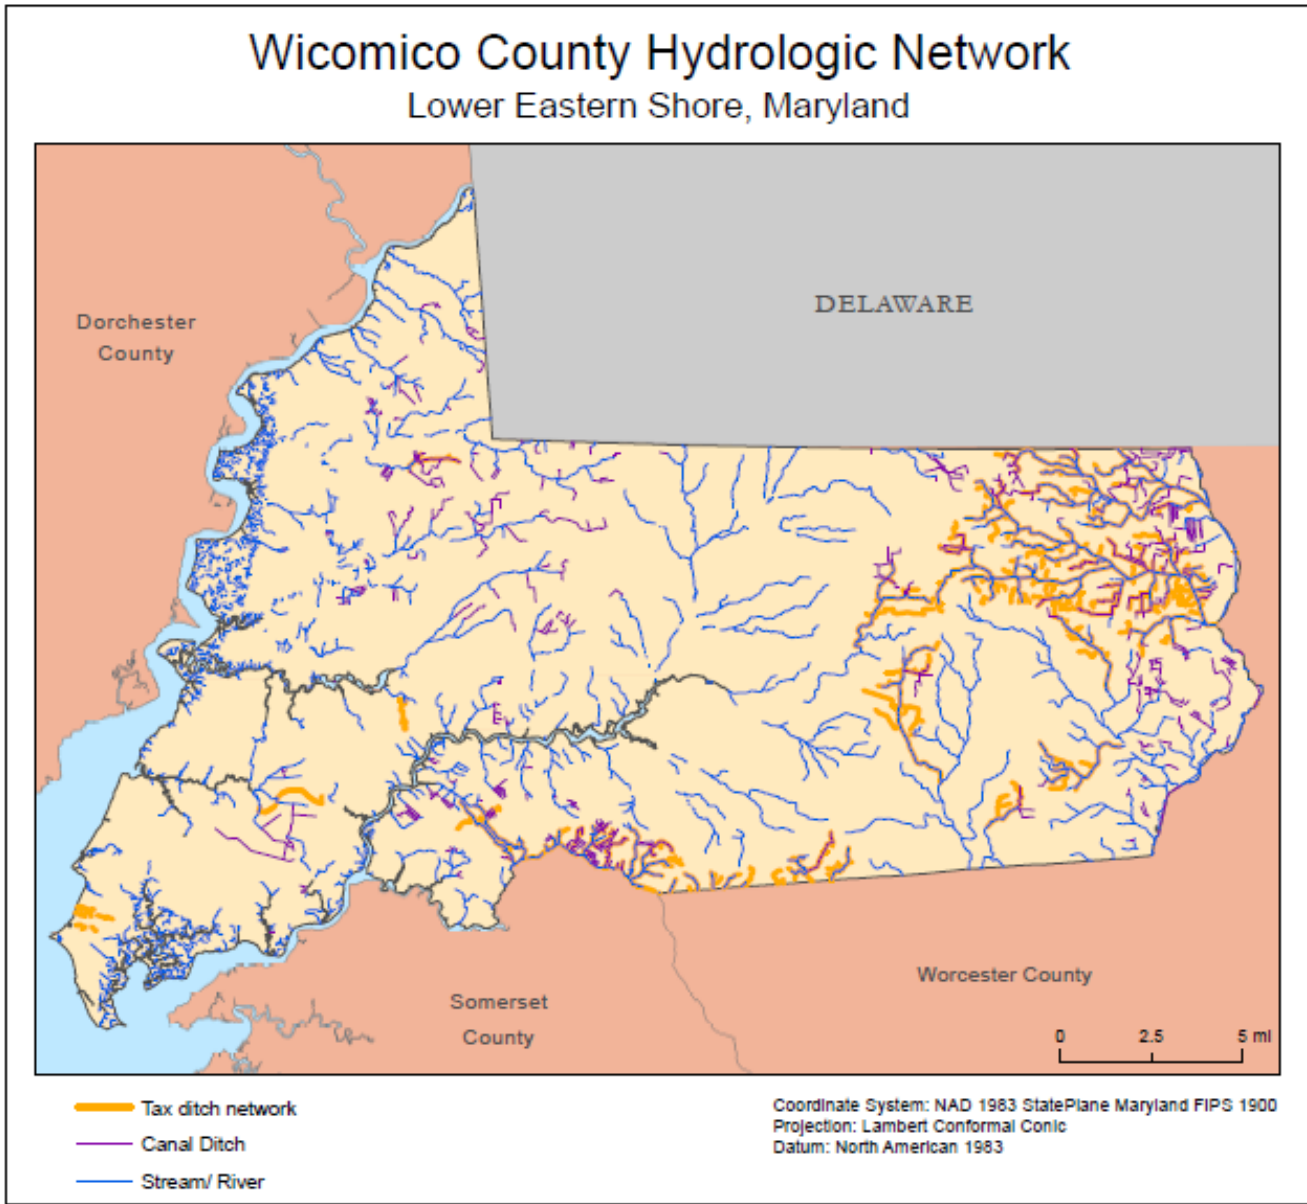 Wicomico County Hydrologic Network
Lower Eastern Shore, Maryland
DELAWARE
Dorchester
County
Worcester County
Somerset
County
0 2.5 5 mi
Tax ditch network
Canal Ditch
Stream/ River
Coordinate System: NAD 1983 StatePlane Maryland FIPS 1900
Projection: Lambert Conformal Conic
Datum: North American 1983